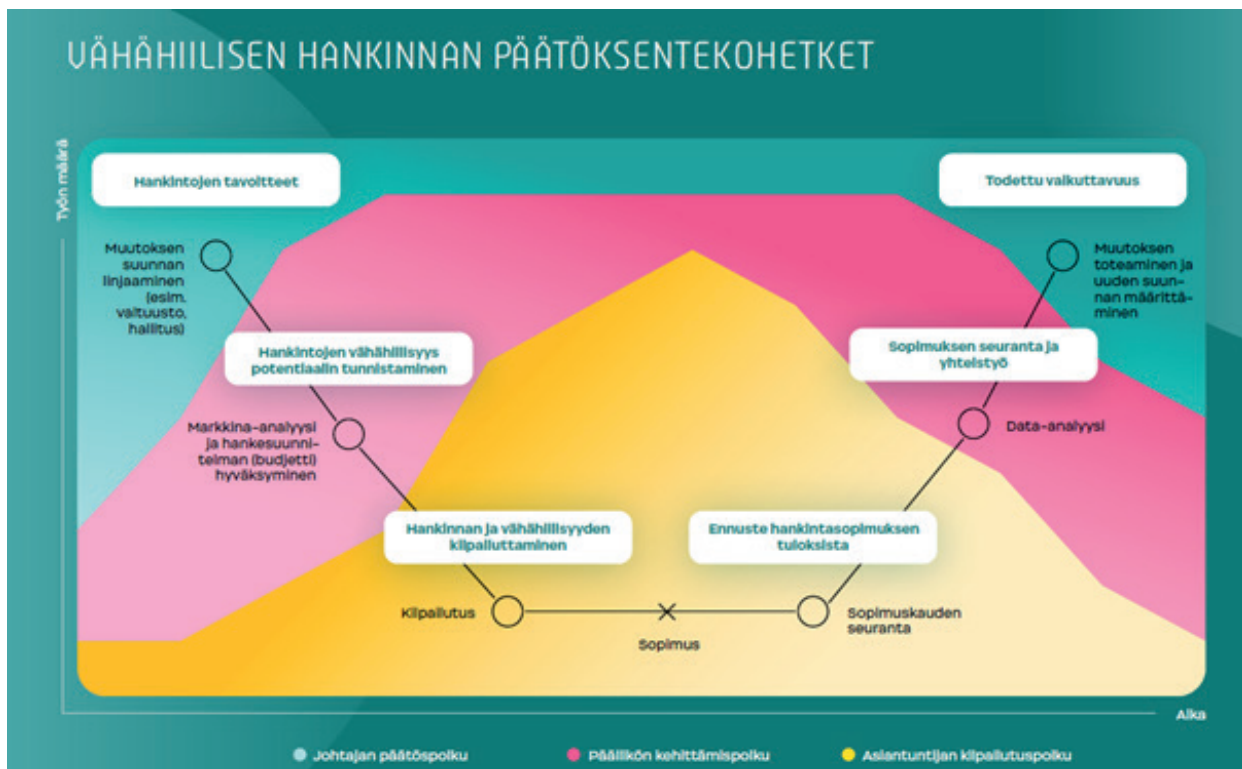 VÄHÄHIILISEN HANKINNAN PÄÄTÖKSENTEKOHETKET
Työn määrä
Hankintojen tavoitteet
Todettu vaikuttavuus
Muutoksen
suunnan
linjaaminen
(esim.
valtuusto,
hallitus)
Muutoksen
toteaminen ja
uuden suun-
nan määrittä-
minen
Hankintojen vähähiilisyys
potentiaalin tunnistaminen
Sopimuksen seuranta ja
yhteistyö
Markkina-analyysi
ja hankesuunni-
telman (budjetti)
hyväksyminen
Data-analyysi
Hankinnan ja vähähiilisyyden
kilpailuttaminen
Ennuste hankintasopimuksen
tuloksista
Kilpailutus
Sopimus
Sopimuskauden
seuranta
Aika
Johtajan päätöspolku
Päällikön kehittämispolku
Asiantuntijan kilpailutuspolku